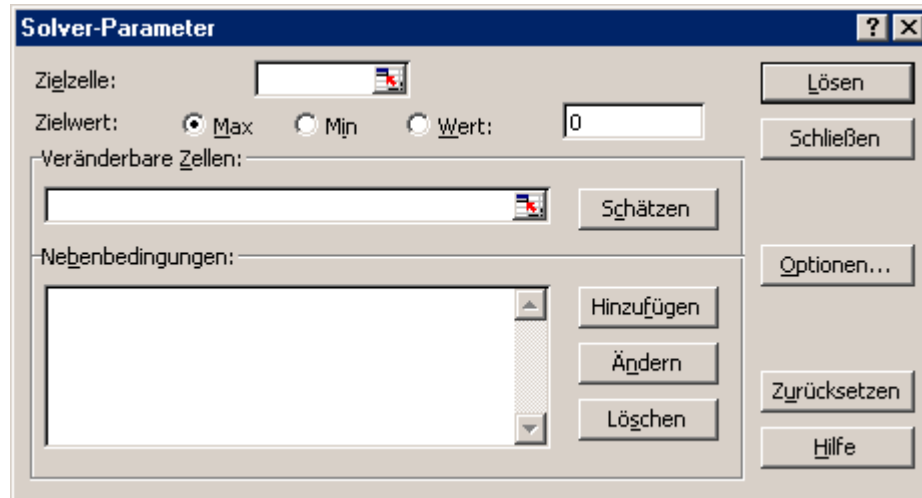 Solver-Parameter
Zielzelle:
Lösen
Zielwert: Max Min Wert: 0
Schließen
Veränderbare Zellen:
Schätzen
Nebenbedingungen:
Optionen...
Hinzufügen
Ändern
Zurücksetzen
Löschen
Hilfe